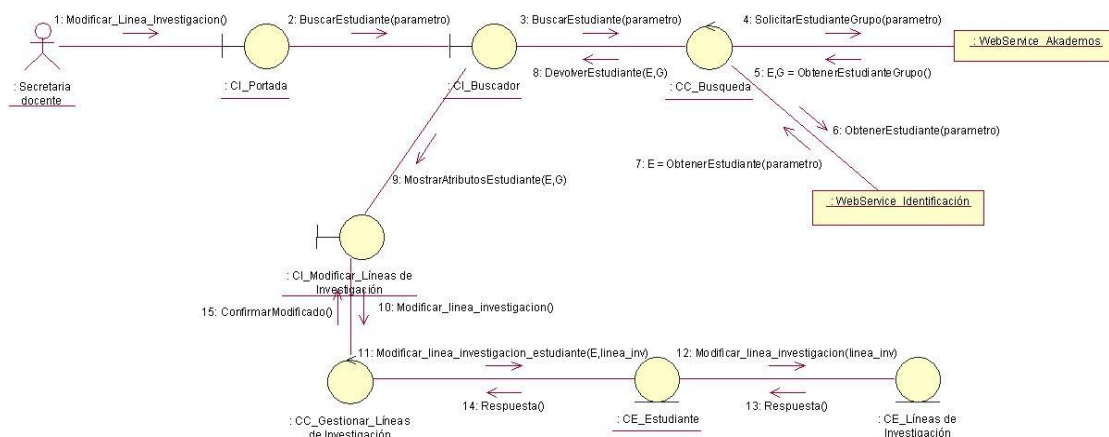 1: Modificar_Linea_Investigacion()
2: BuscarEstudiante(parametro)
3: BuscarEstudiante(parametro)
4: SolicitarEstudianteGrupo(parametro)
: WebService_Akademos
8: DevolverEstudiante(E,G)
5: E,G = ObtenerEstudianteGrupo()
: Secretaria
docente
: CI_Portada
: CI_Buscador
: CC_Busqueda
6: ObtenerEstudiante(parametro)
7: E = ObtenerEstudiante(parametro)
9: MostrarAtributosEstudiante(E,G)
: WebService_Identificación
: CI_Modificar_Líneas de
Investigación
15: ConfirmarModificado()
10: Modificar_linea_investigacion()
11: Modificar_linea_investigacion_estudiante(E,linea_inv)
12: Modificar_linea_investigacion(linea_inv)
14: Respuesta()
13: Respuesta()
: CC_Gestionar_Líneas
de Investigación
: CE_Estudiante
: CE_Líneas de
Investigación